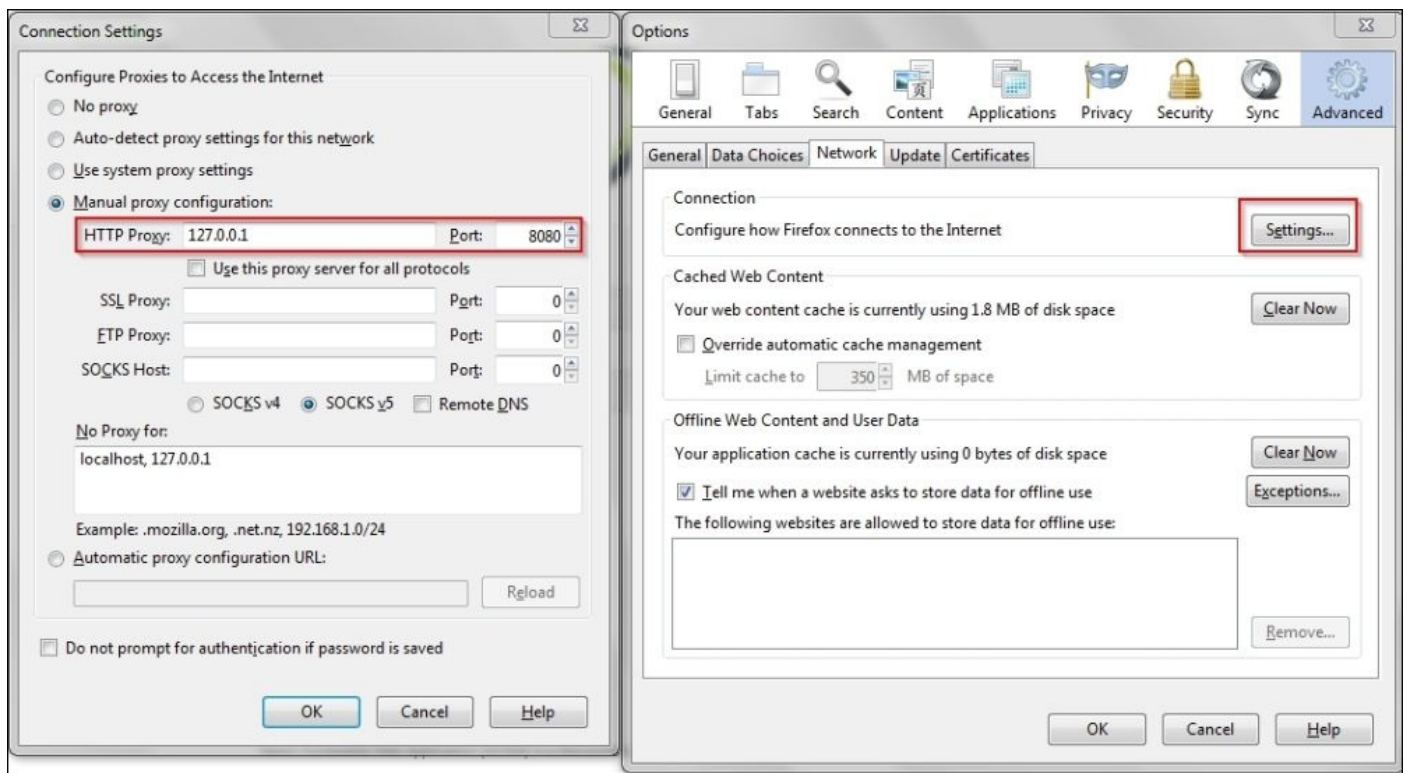 Connection Settings
Configure Proxies to Access the Internet
No proxy
Auto-detect proxy settings for this network
Use system proxy settings
Manual proxy configuration:
HTTP Proxy: 127.0.0.1 Port: 8080
Use this proxy server for all protocols
SSL Proxy: Port: 0
FTP Proxy: Port: 0
SOCKS Host: Port: 0
SOCKS v4 SOCKS v5 Remote DNS
No Proxy for:
localhost, 127.0.0.1
Example: .mozilla.org, .net.nz, 192.168.1.0/24
Automatic proxy configuration URL:
Reload
Do not prompt for authentication if password is saved
OK Cancel Help
Options
页
General Tabs Search Content Applications Privacy Security Sync Advanced
General Data Choices Network Update Certificates
Connection
Configure how Firefox connects to the Internet Settings...
Cached Web Content
Your web content cache is currently using 1.8 MB of disk space Clear Now
Override automatic cache management
Limit cache to 350 MB of space
Offline Web Content and User Data
Your application cache is currently using 0 bytes of disk space Clear Now
Tell me when a website asks to store data for offline use Exceptions...
The following websites are allowed to store data for offline use:
Remove...
OK Cancel Help